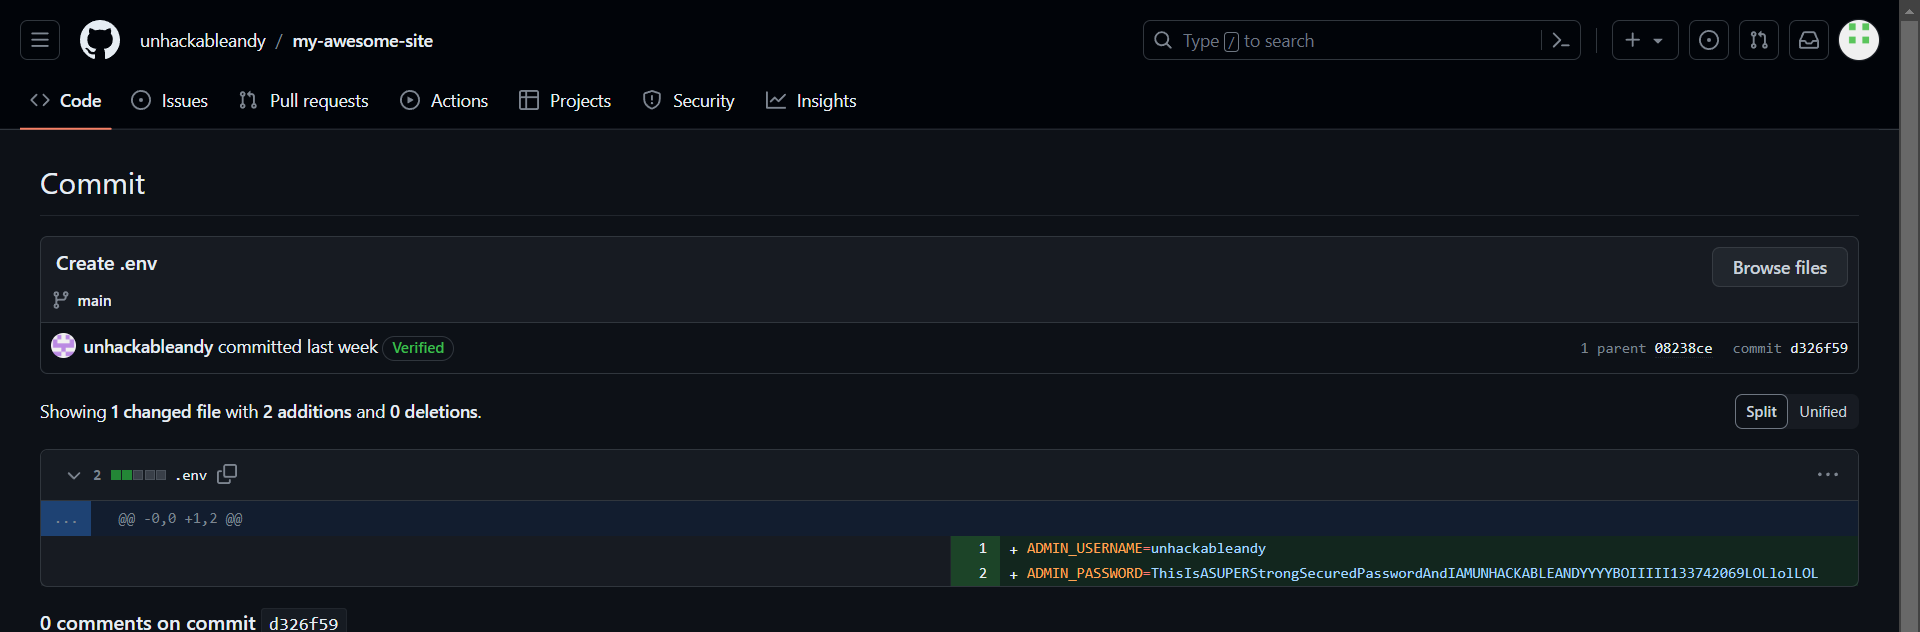 unhackableandy / my-awesome-site
Type / to search
Code
Issues
Pull requests
Actions
Projects
Security
Insights
Commit
Create .env
Browse files
main
unhackableandy committed last week Verified
1 parent 08238ce commit d326f59
Showing 1 changed file with 2 additions and 0 deletions.
Split Unified
2 .env
... @@ -0,0 +1,2 @@
1 + ADMIN_USERNAME=unhackableandy
2 + ADMIN_PASSWORD=ThisIsASUPERStrongSecuredPasswordAndIAMUNHACKABLEANDYYYYBOIIIII133742069LOLlolLOL
0 comments on commit d326f59